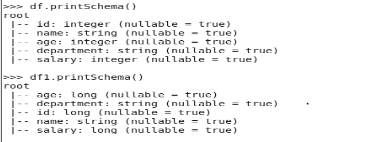 >>> df.printSchema()
root
 |-- id: integer (nullable = true)
 |-- name: string (nullable = true)
 |-- age: integer (nullable = true)
 |-- department: string (nullable = true)
 |-- salary: integer (nullable = true)
>>> df1.printSchema()
root
 |-- age: long (nullable = true)
 |-- department: string (nullable = true)
 |-- id: long (nullable = true)
 |-- name: string (nullable = true)
 |-- salary: long (nullable = true)